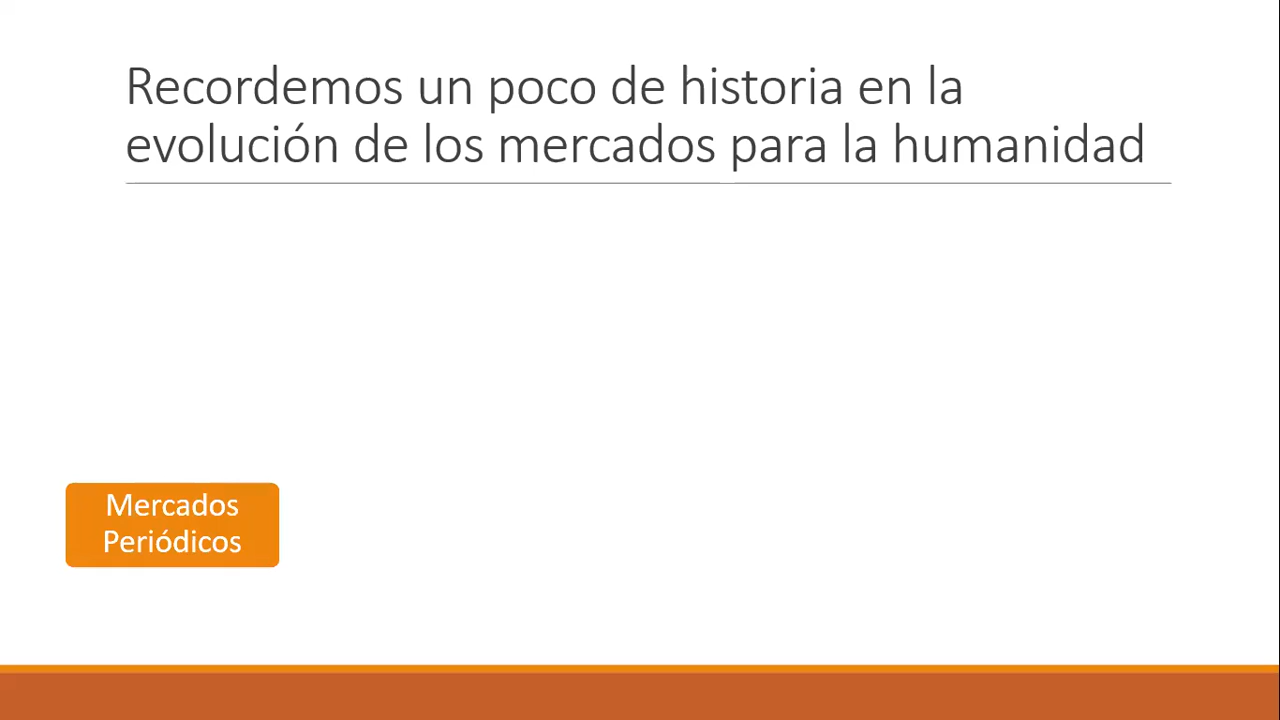 Recordemos un poco de historia en la
evolución de los mercados para la humanidad
Mercados
Periódicos